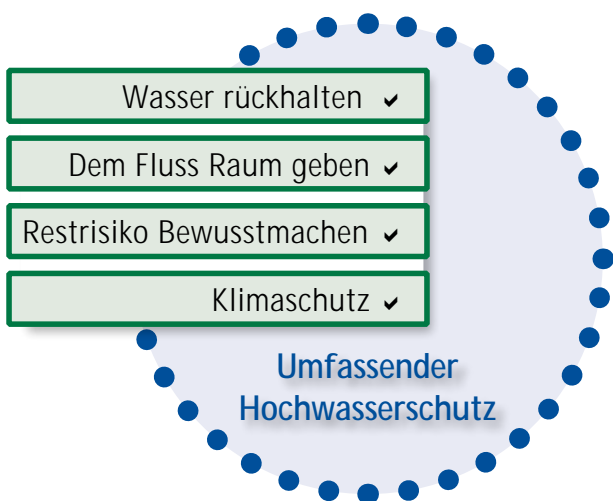 Wasser rückhalten ✔
Dem Fluss Raum geben ✔
Restrisiko Bewusstmachen ✔
Klimaschutz ✔
Umfassender
Hochwasserschutz